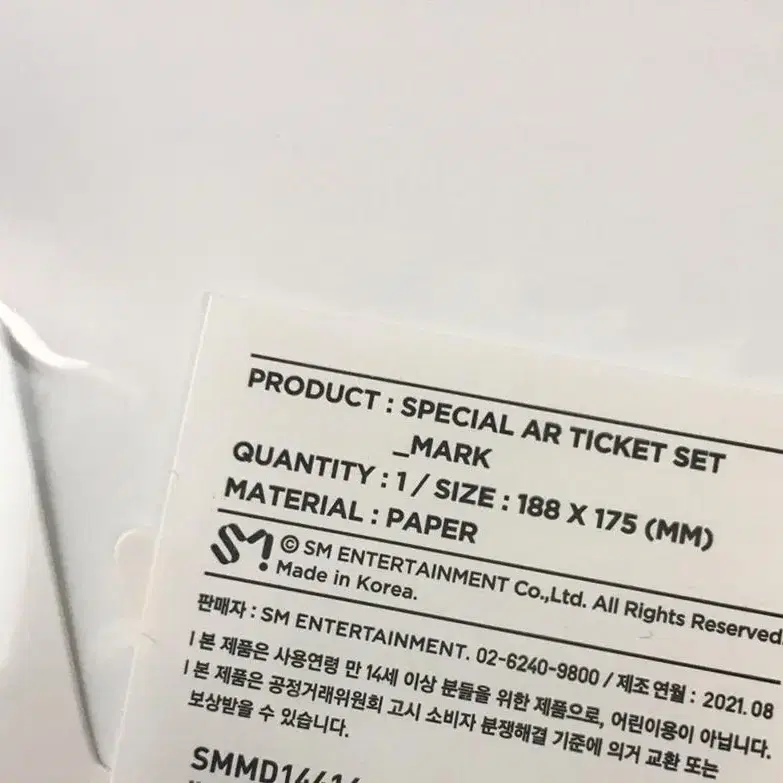 PRODUCT : SPECIAL AR TICKET SET
_MARK
QUANTITY : 1 / SIZE : 188 X 175 (MM)
MATERIAL : PAPER
SM © SM ENTERTAINMENT Co.,Ltd. All Rights Reserved.
Made in Korea.
판매자 : SM ENTERTAINMENT. 02-6240-9800 / 제조 연월 : 2021. 08
l 본 제품은 사용연령 만 14세 이상 분들을 위한 제품으로, 어린이용이 아닙니다.
l 본 제품은 공정거래위원회 고시 소비자 분쟁해결 기준에 의거 교환 또는
보상받을 수 있습니다.